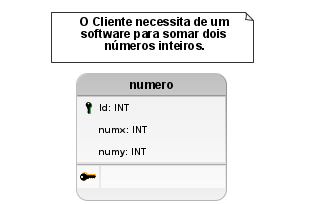 O Cliente necessita de um
software para somar dois
números inteiros.
numero
Id: INT
numx: INT
numy: INT